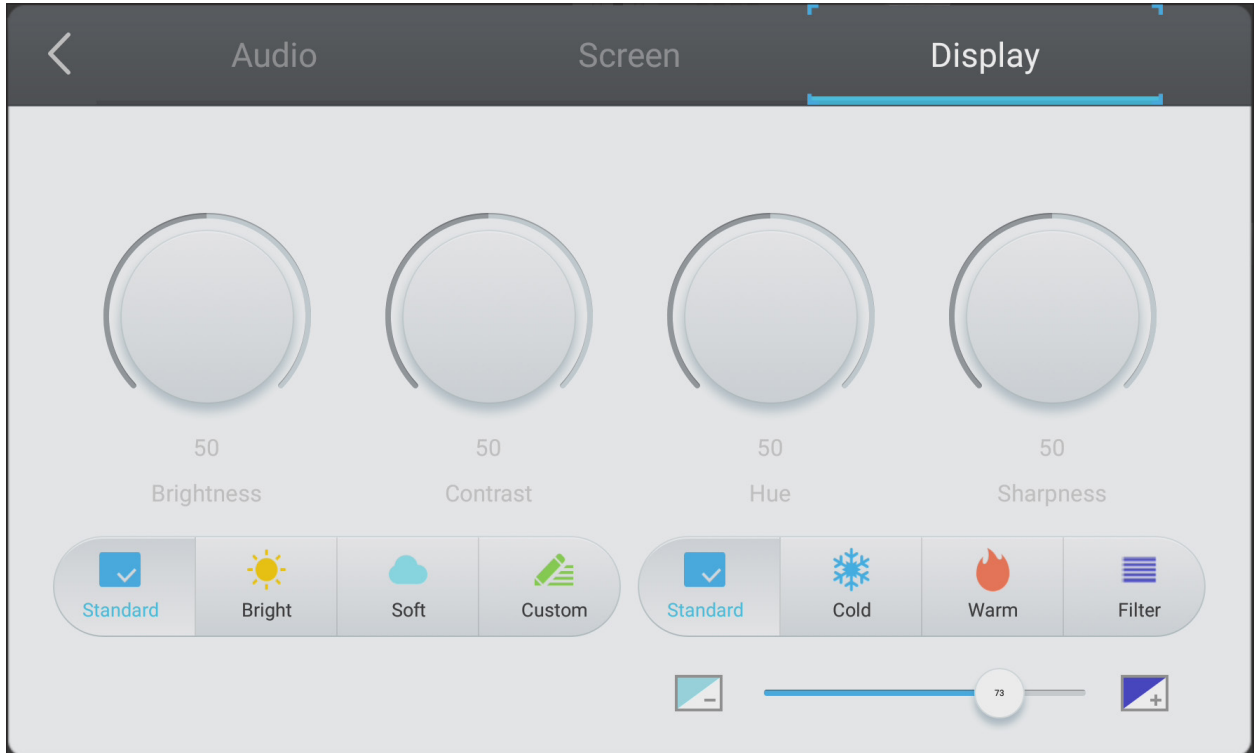 Audio Screen Display
50 50 50 50
Brightness Contrast Hue Sharpness
Standard Bright Soft Custom Standard Cold Warm Filter
73